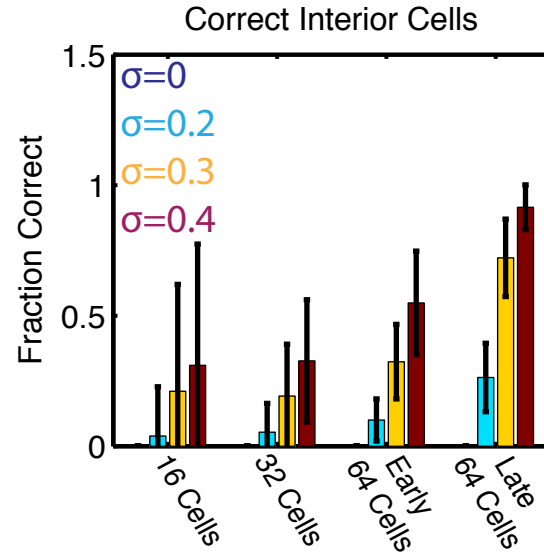 Correct Interior Cells
Fraction Correct
1.5
1
0.5
0
σ=0
σ=0.2
σ=0.3
σ=0.4
16 Cells
32 Cells
Early
64 Cells
Late
64 Cells